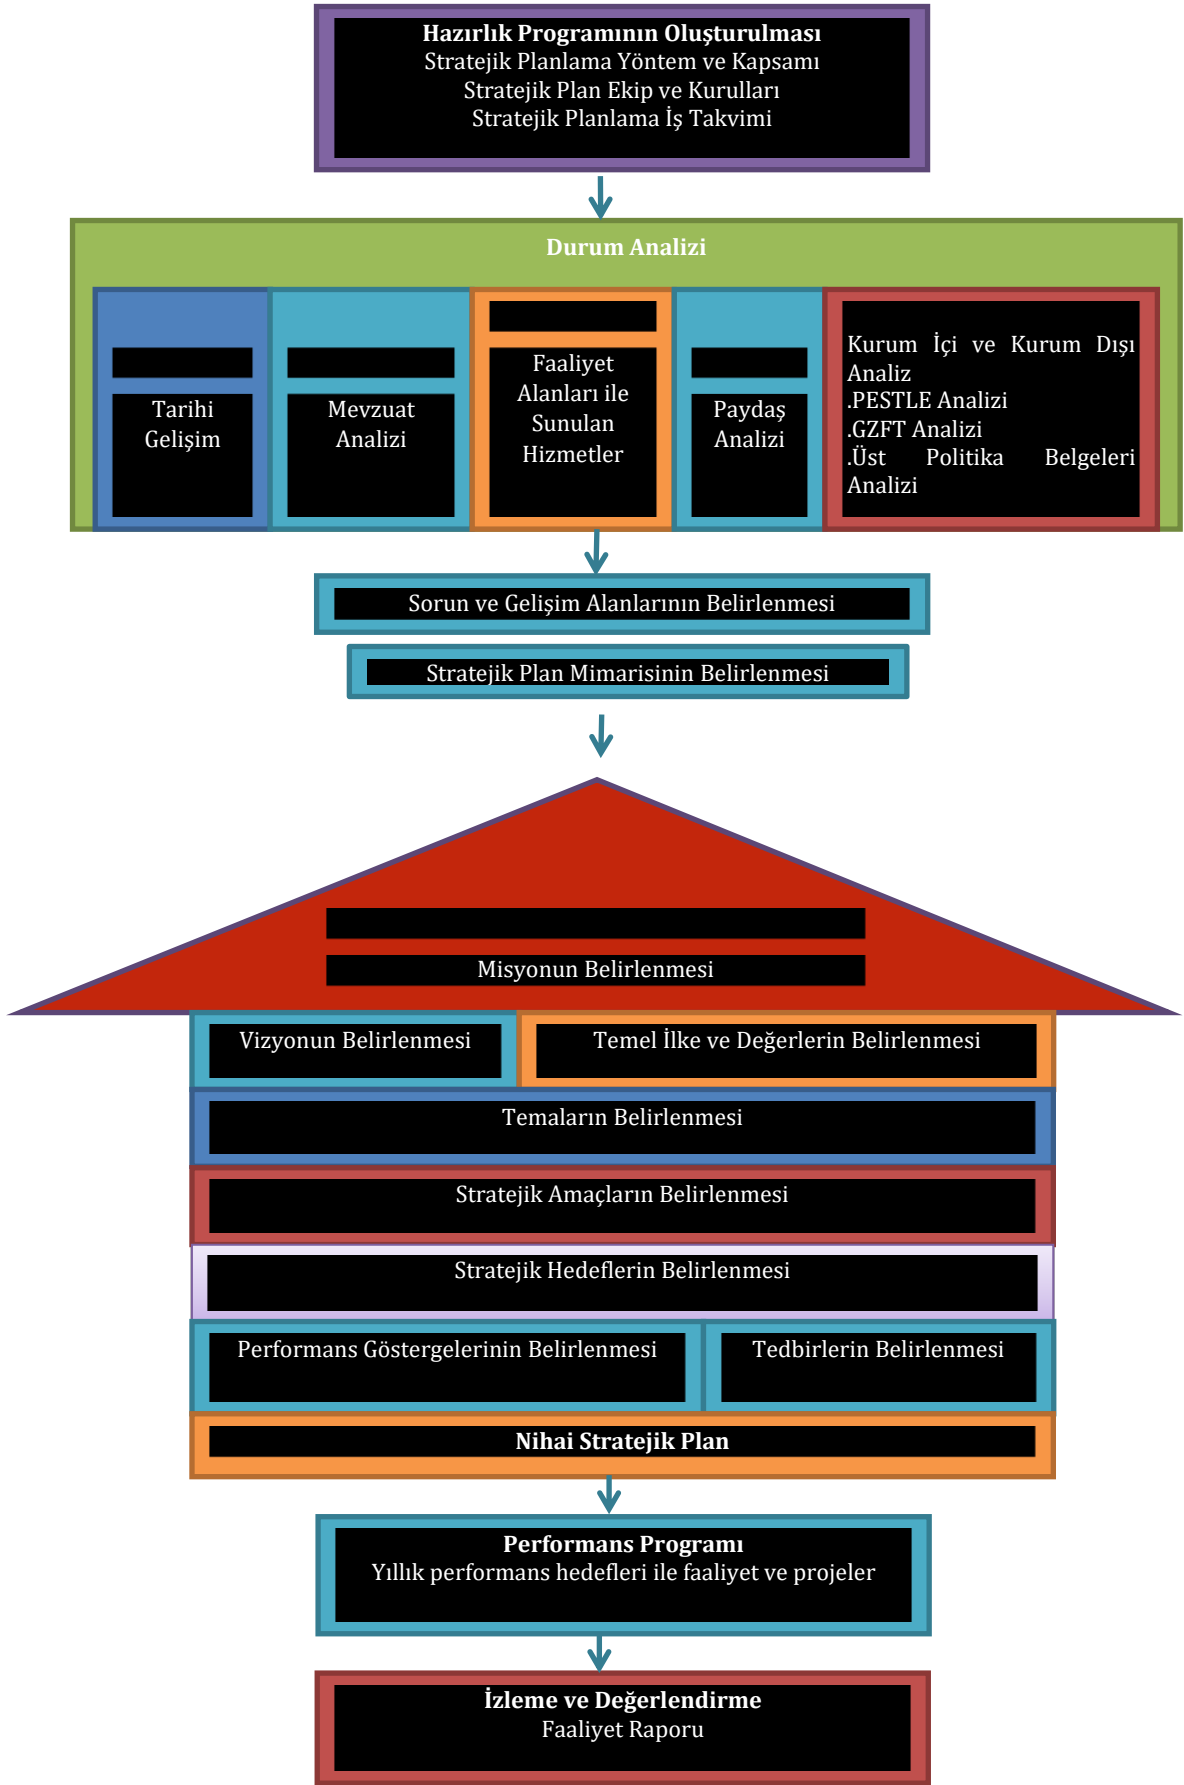 Hazırlık Programının Oluşturulması
Stratejik Planlama Yöntem ve Kapsamı
Stratejik Plan Ekip ve Kurulları
Stratejik Planlama İş Takvimi
Durum Analizi
Tarihi
Gelişim
Mevzuat
Analizi
Faaliyet
Alanları ile
Sunulan
Hizmetler
Paydaş
Analizi
Kurum İçi ve Kurum Dışı
Analiz
.PESTLE Analizi
.GZFT Analizi
.Üst Politika Belgeleri
Analizi
Sorun ve Gelişim Alanlarının Belirlenmesi
Stratejik Plan Mimarisinin Belirlenmesi
Misyonun Belirlenmesi
Vizyonun Belirlenmesi
Temel İlke ve Değerlerin Belirlenmesi
Temaların Belirlenmesi
Stratejik Amaçların Belirlenmesi
Stratejik Hedeflerin Belirlenmesi
Performans Göstergelerinin Belirlenmesi
Tedbirlerin Belirlenmesi
Nihai Stratejik Plan
Performans Programı
Yıllık performans hedefleri ile faaliyet ve projeler
İzleme ve Değerlendirme
Faaliyet Raporu